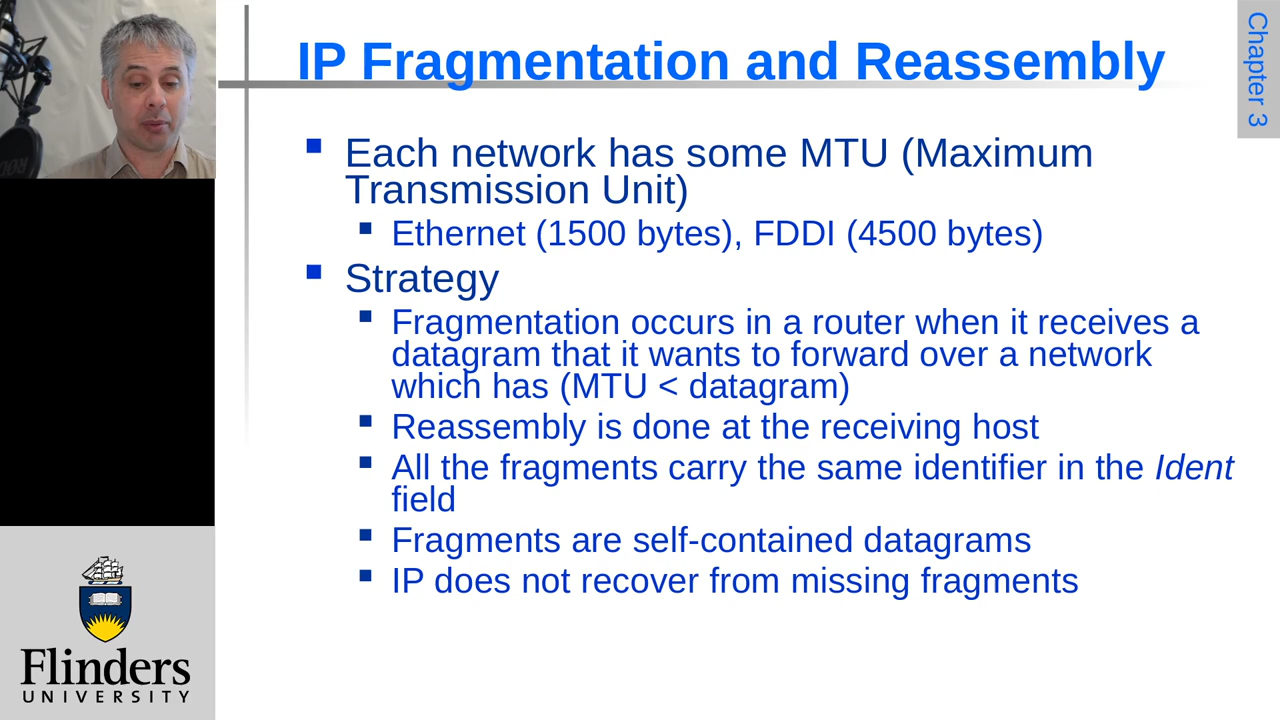 IP Fragmentation and Reassembly
Chapter 3
Each network has some MTU (Maximum
Transmission Unit)
Ethernet (1500 bytes), FDDI (4500 bytes)
Strategy
Fragmentation occurs in a router when it receives a
datagram that it wants to forward over a network
which has (MTU < datagram)
Reassembly is done at the receiving host
All the fragments carry the same identifier in the Ident
field
Fragments are self-contained datagrams
IP does not recover from missing fragments
Flinders
UNIVERSITY